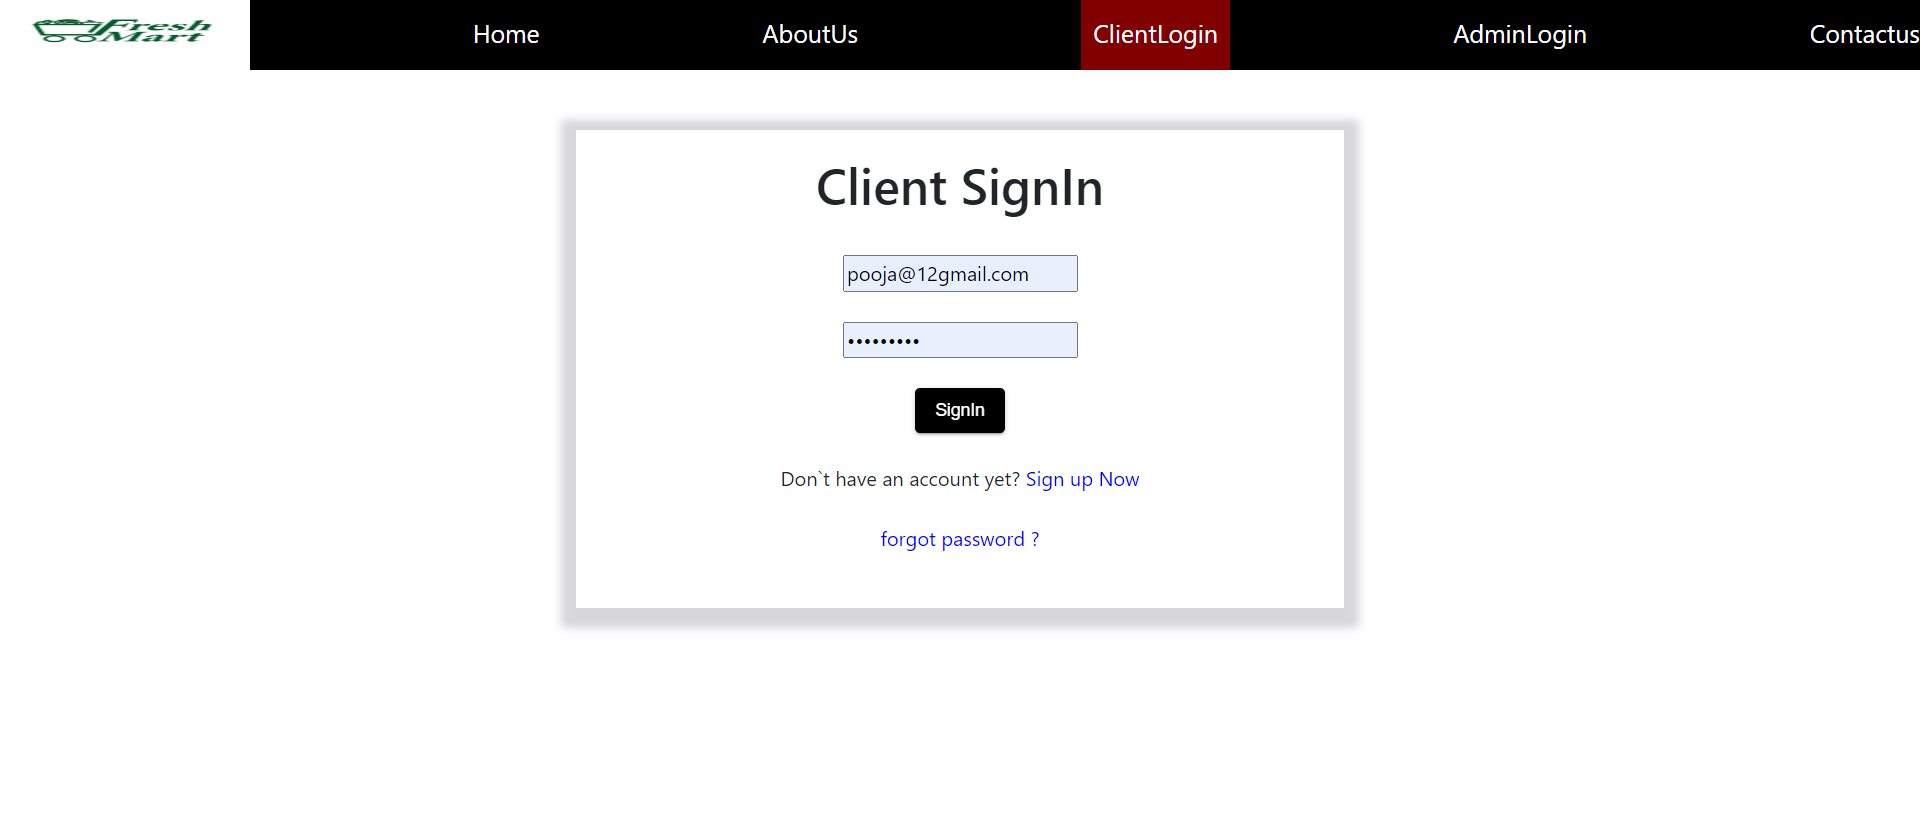 Fresh
Mart
Home AboutUs ClientLogin AdminLogin Contactus
Client SignIn
pooja@12gmail.com
•••••••••
SignIn
Don`t have an account yet? Sign up Now
forgot password ?